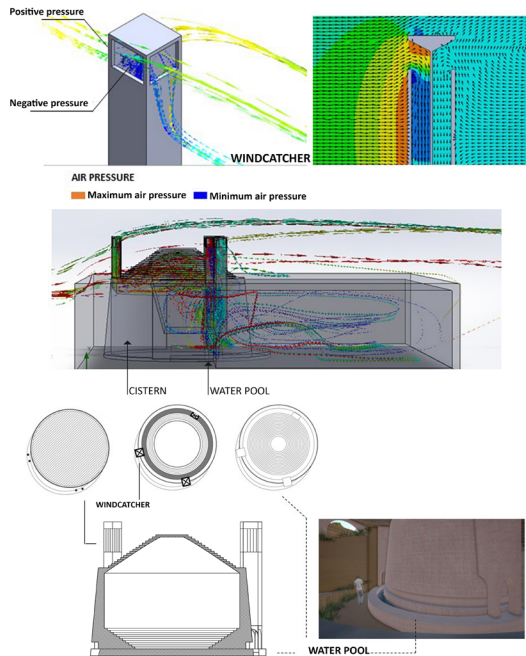 Positive pressure
Negative pressure
WINDCATCHER
AIR PRESSURE
Maximum air pressure Minimum air pressure
CISTERN WATER POOL
WINDCATCHER
WATER POOL